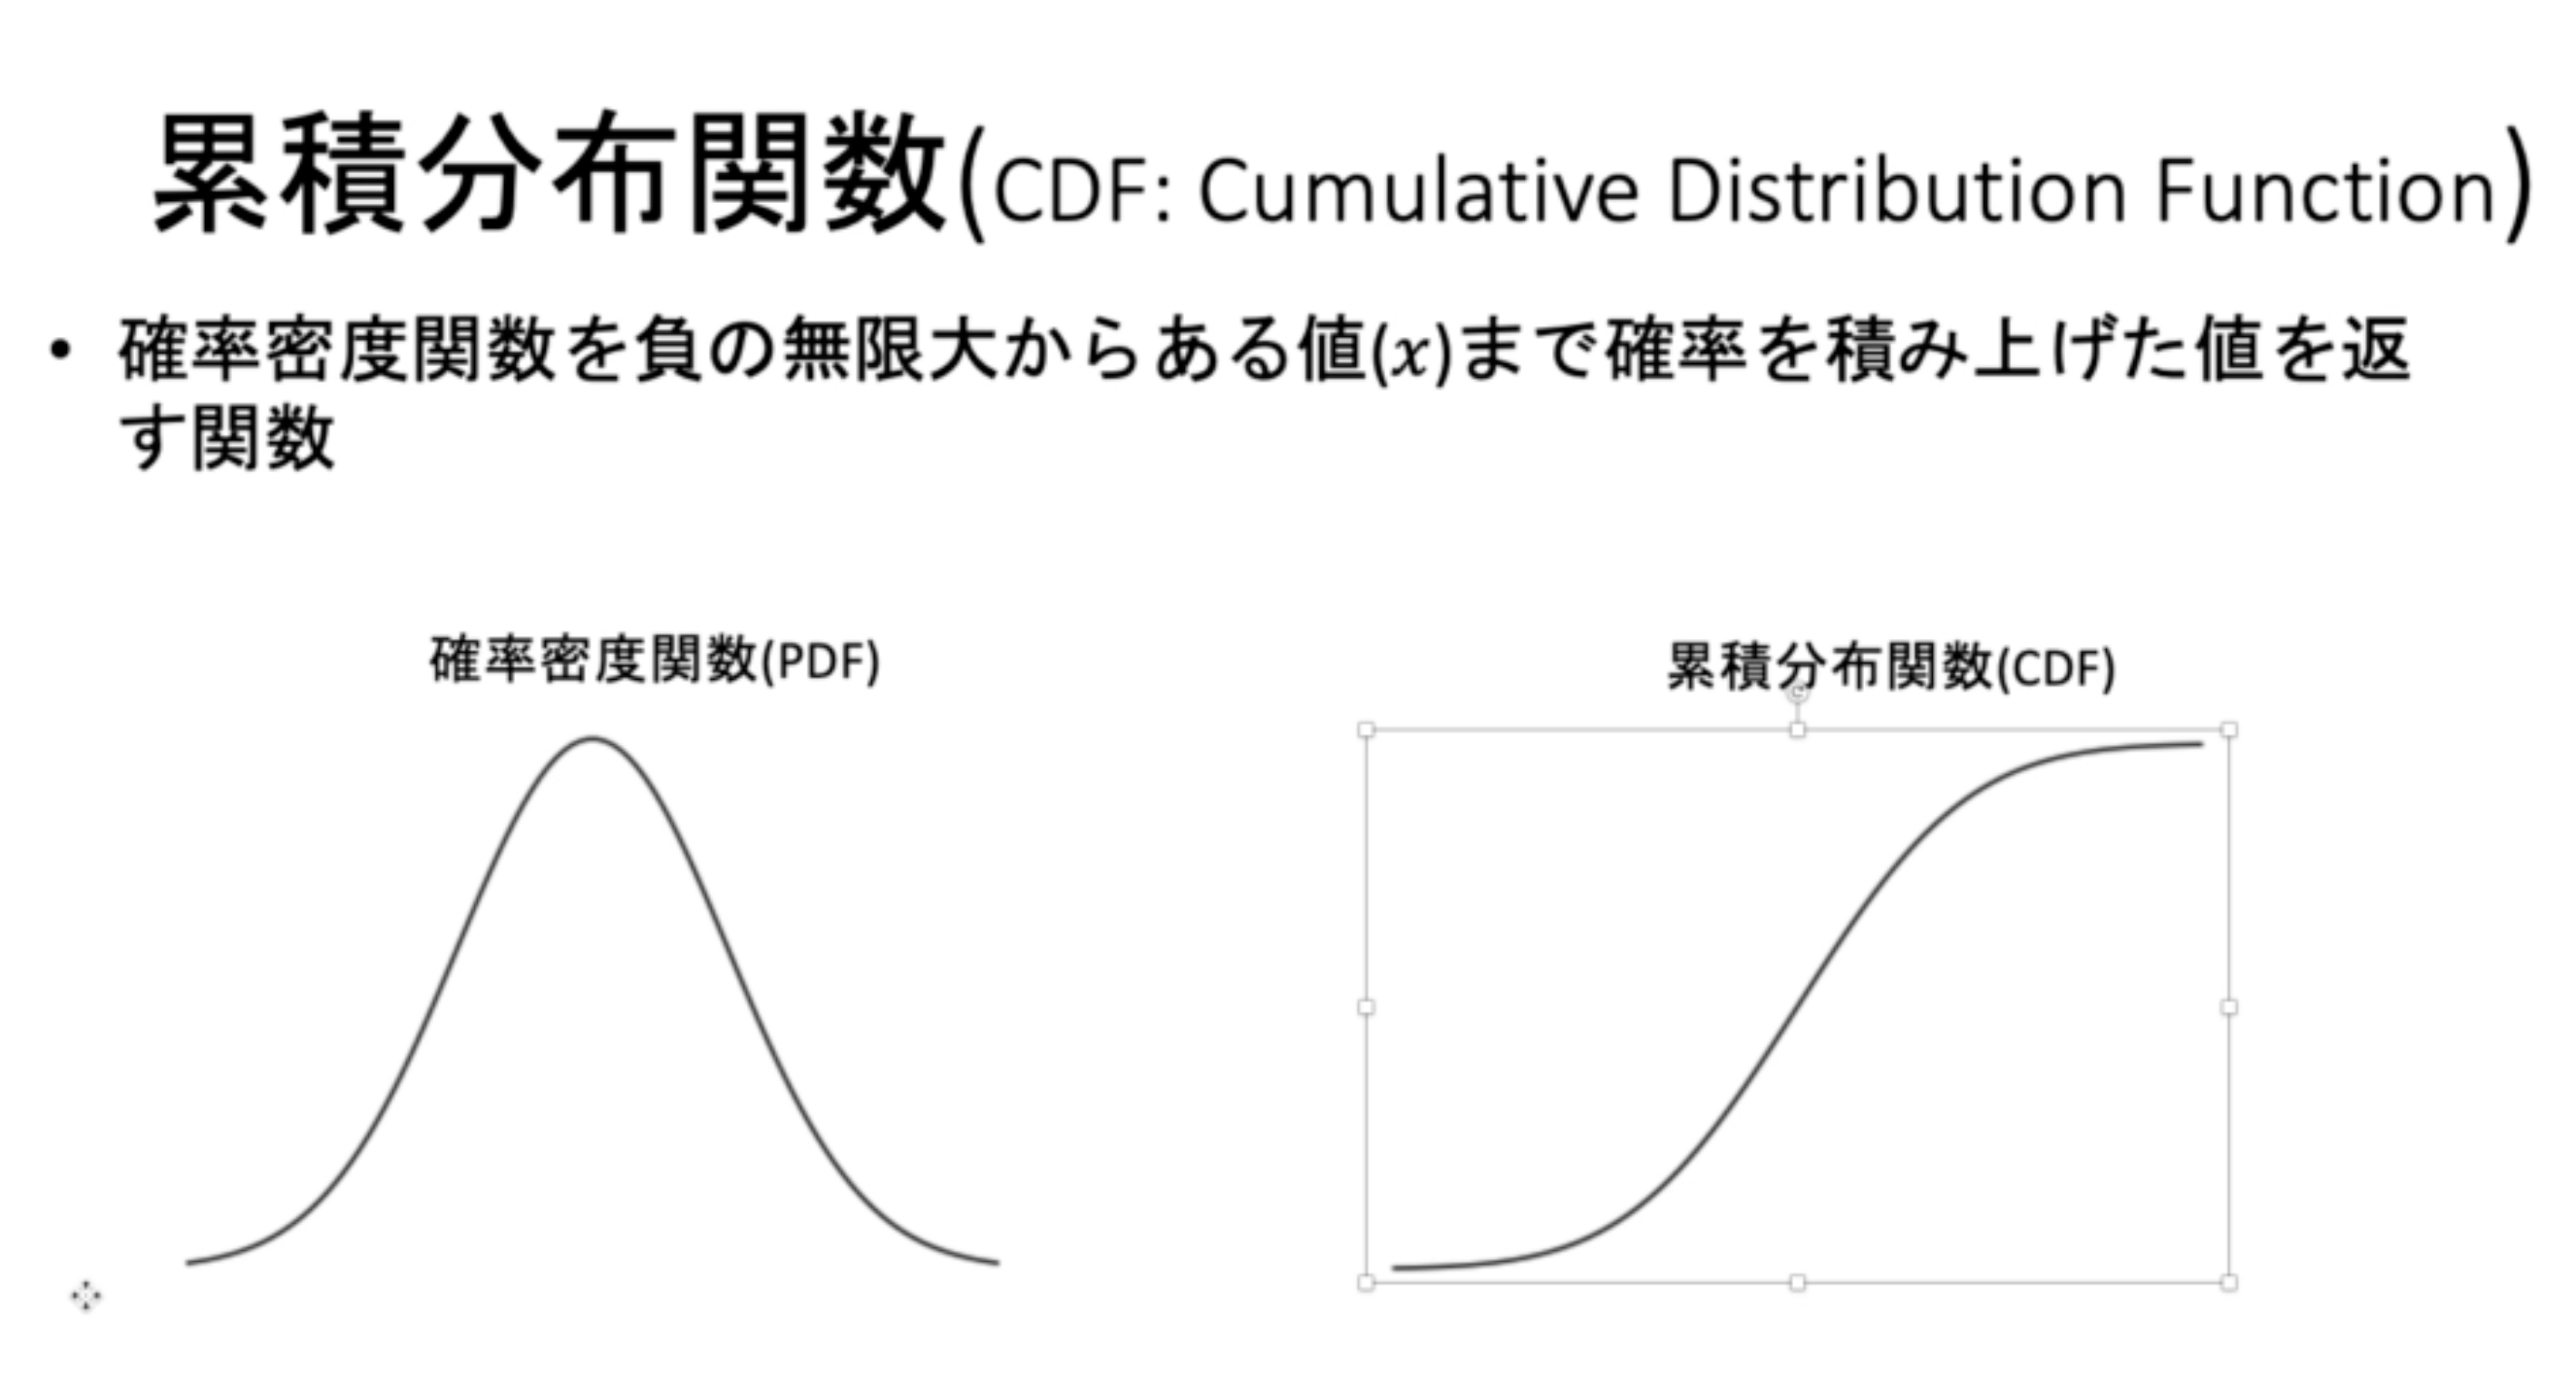 累積分布関数(CDF: Cumulative Distribution Function)
• 確率密度関数を負の無限大からある値(x)まで確率を積み上げた値を返
す関数
確率密度関数(PDF)
累積分布関数(CDF)